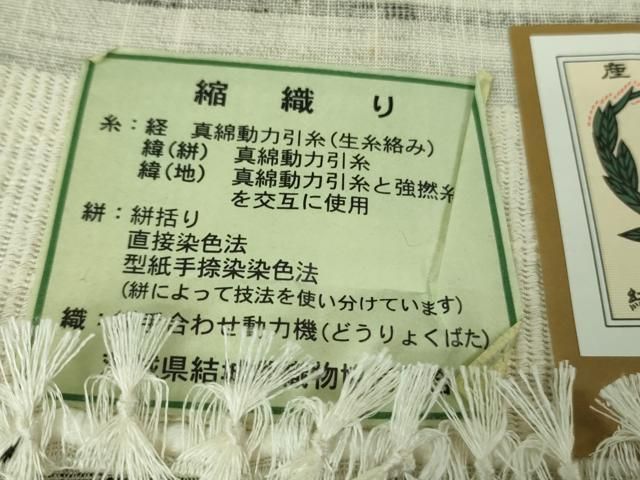 縮織り
糸：経 真綿動力引糸（生糸絡み）
緯（絣） 真綿動力引糸
緯（地） 真綿動力引糸と強撚糸
を交互に使用
絣：絣括り
直接染色法
型紙手捺染染色法
（絣によって技法を使い分けています）
織：手合わせ動力機（どうりょくばた）
県結城織物
産